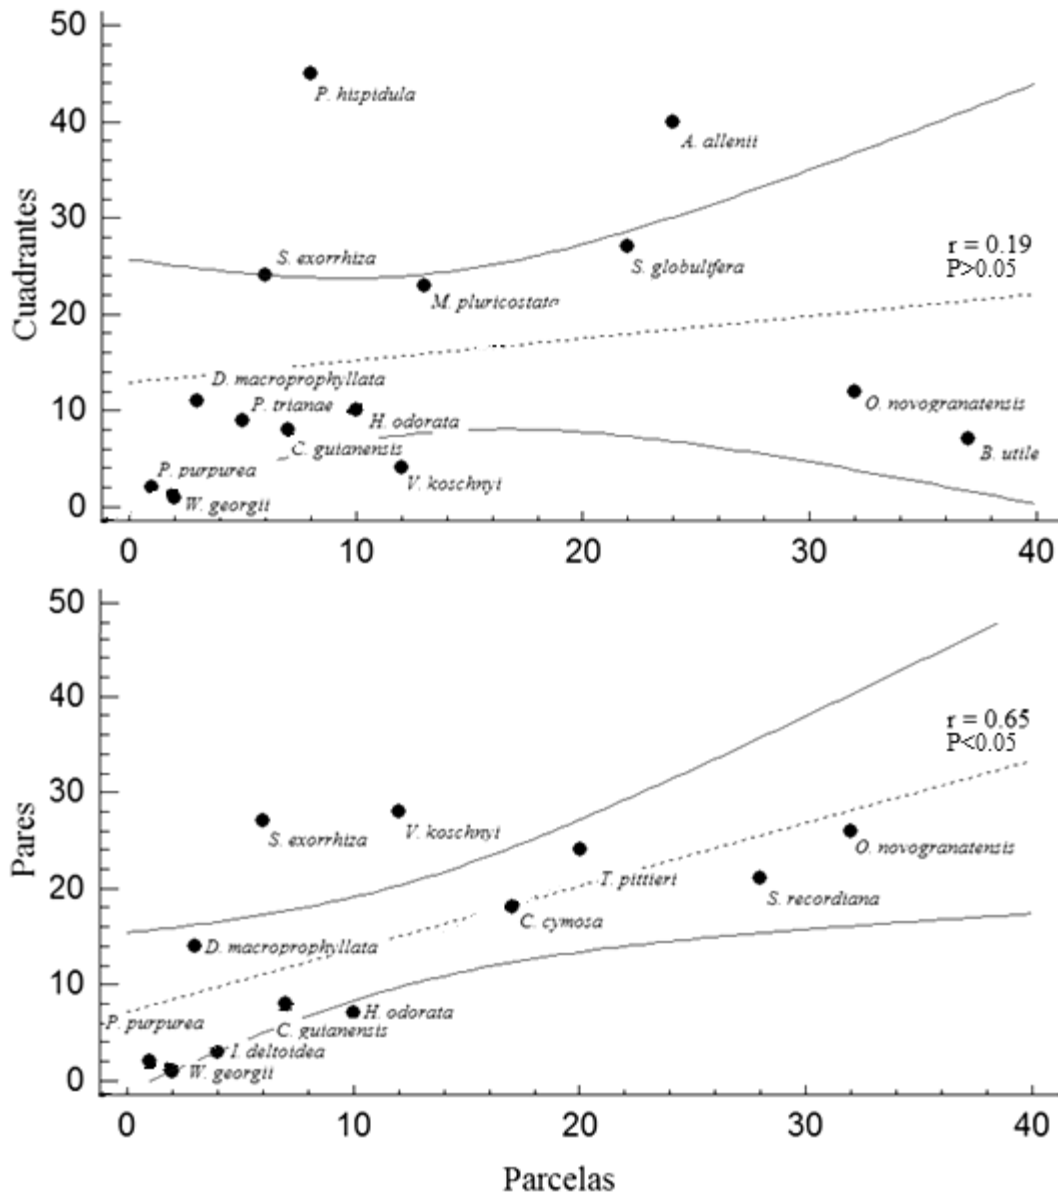 50
P. hispidula
40
A. allenii
Cuadrantes
30
r = 0.19
P>0.05
S. exorrhiza
S. globulifera
M. pluricostata
20
D. macroprophyllata
10
P. trianae
H. odorata
O. novogranatensis
C. guianensis
B. utile
P. purpurea
V. koschnyi
W. georgii
0
0 10 20 30 40
50
40
r = 0.65
P<0.05
Pares
30
S. exorrhiza
V. koschnyi
O. novogranatensis
T. pittieri
S. recordiana
20
C. cymosa
D. macroprophyllata
10
P. purpurea
H. odorata
C. guianensis
I. deltoidea
W. georgii
0
0 10 20 30 40
Parcelas